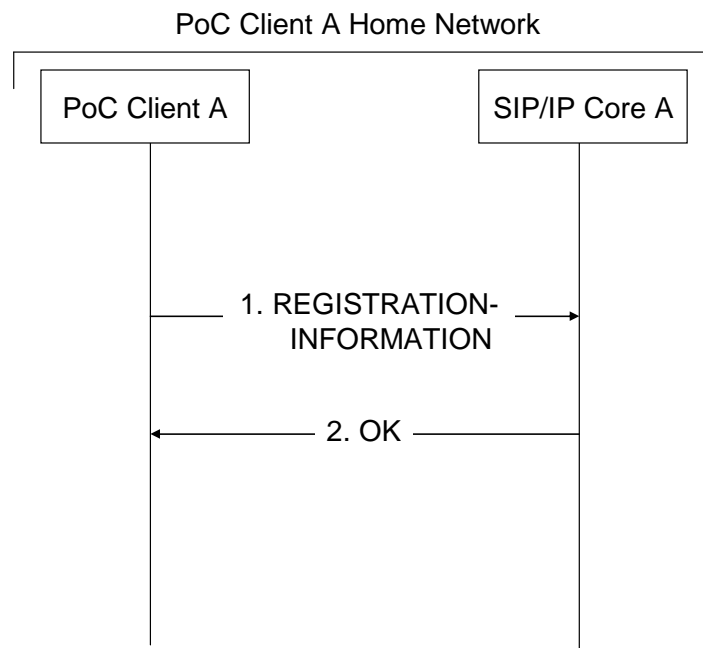 PoC Client A Home Network
PoC Client A
SIP/IP Core A
1. REGISTRATION-
INFORMATION
2. OK